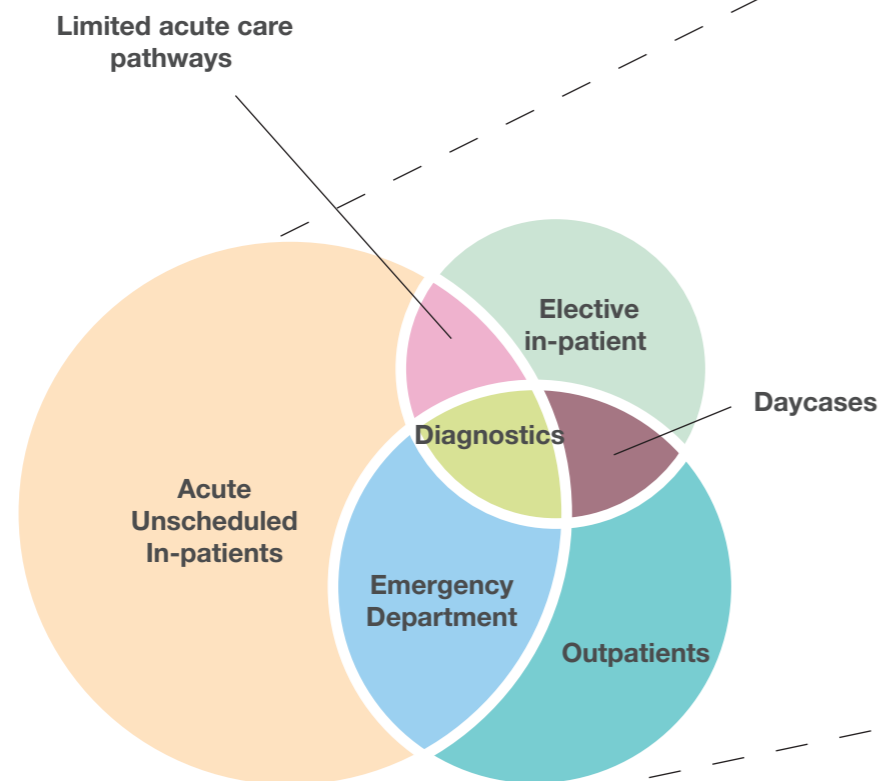 Limited acute care
pathways
Elective
in-patient
Daycases
Diagnostics
Acute
Unscheduled
In-patients
Emergency
Department
Outpatients